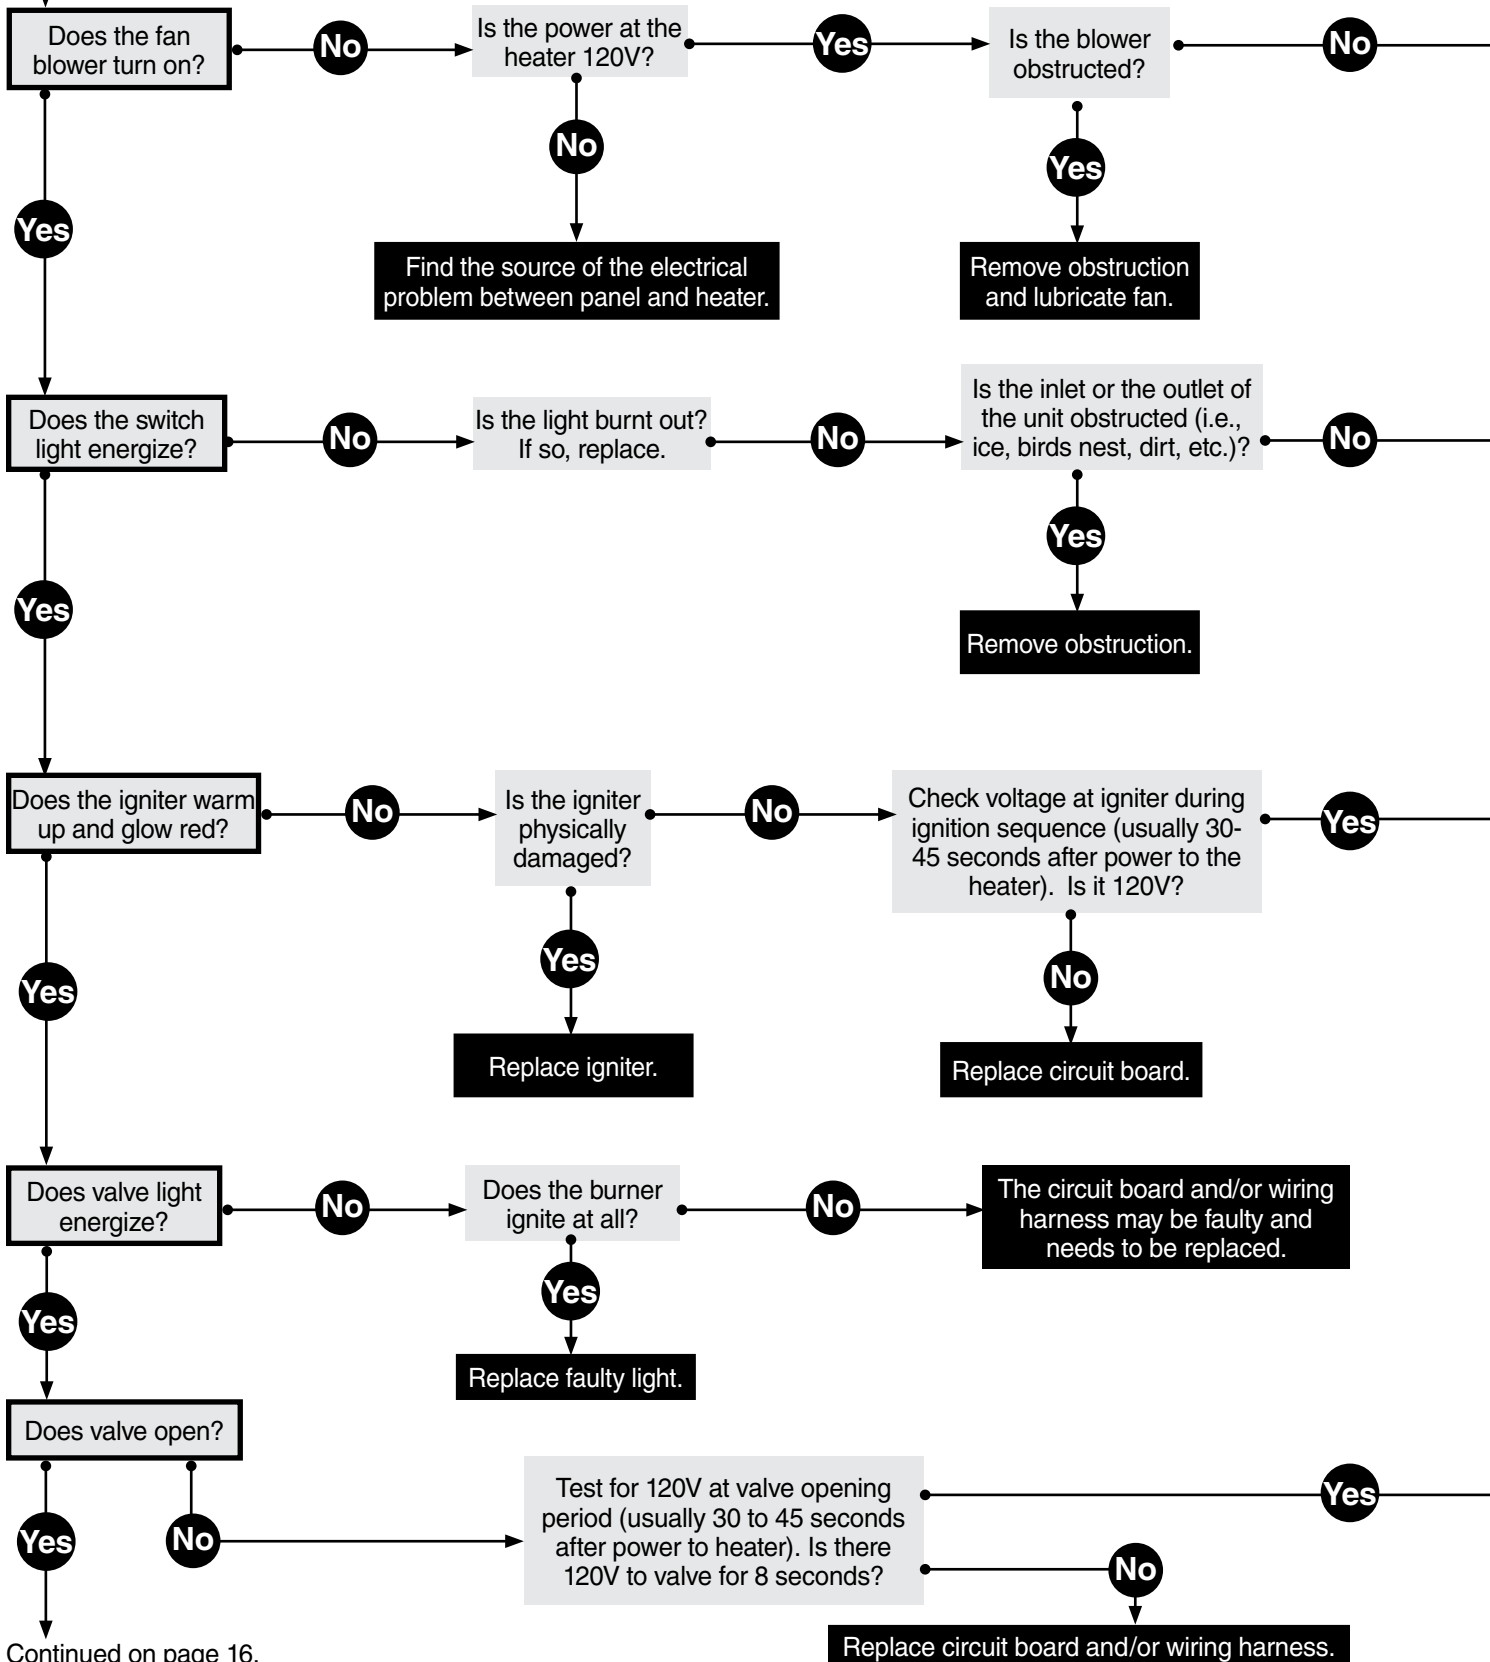 Does the fan
blower turn on?
No
Is the power at the
heater 120V?
Yes
Is the blower
obstructed?
No
No
Yes
Yes
Find the source of the electrical
problem between panel and heater.
Remove obstruction
and lubricate fan.
Does the switch
light energize?
No
Is the light burnt out?
If so, replace.
No
Is the inlet or the outlet of
the unit obstructed (i.e.,
ice, birds nest, dirt, etc.)?
No
Yes
Yes
Remove obstruction.
Does the igniter warm
up and glow red?
No
Is the igniter
physically
damaged?
No
Check voltage at igniter during
ignition sequence (usually 30-
45 seconds after power to the
heater).  Is it 120V?
Yes
Yes
Yes
No
Replace igniter.
Replace circuit board.
Does valve light
energize?
No
Does the burner
ignite at all?
No
The circuit board and/or wiring
harness may be faulty and
needs to be replaced.
Yes
Yes
Replace faulty light.
Does valve open?
Yes
No
Test for 120V at valve opening
period (usually 30 to 45 seconds
after power to heater). Is there
120V to valve for 8 seconds?
Yes
No
Replace circuit board and/or wiring harness.
Continued on page 16.